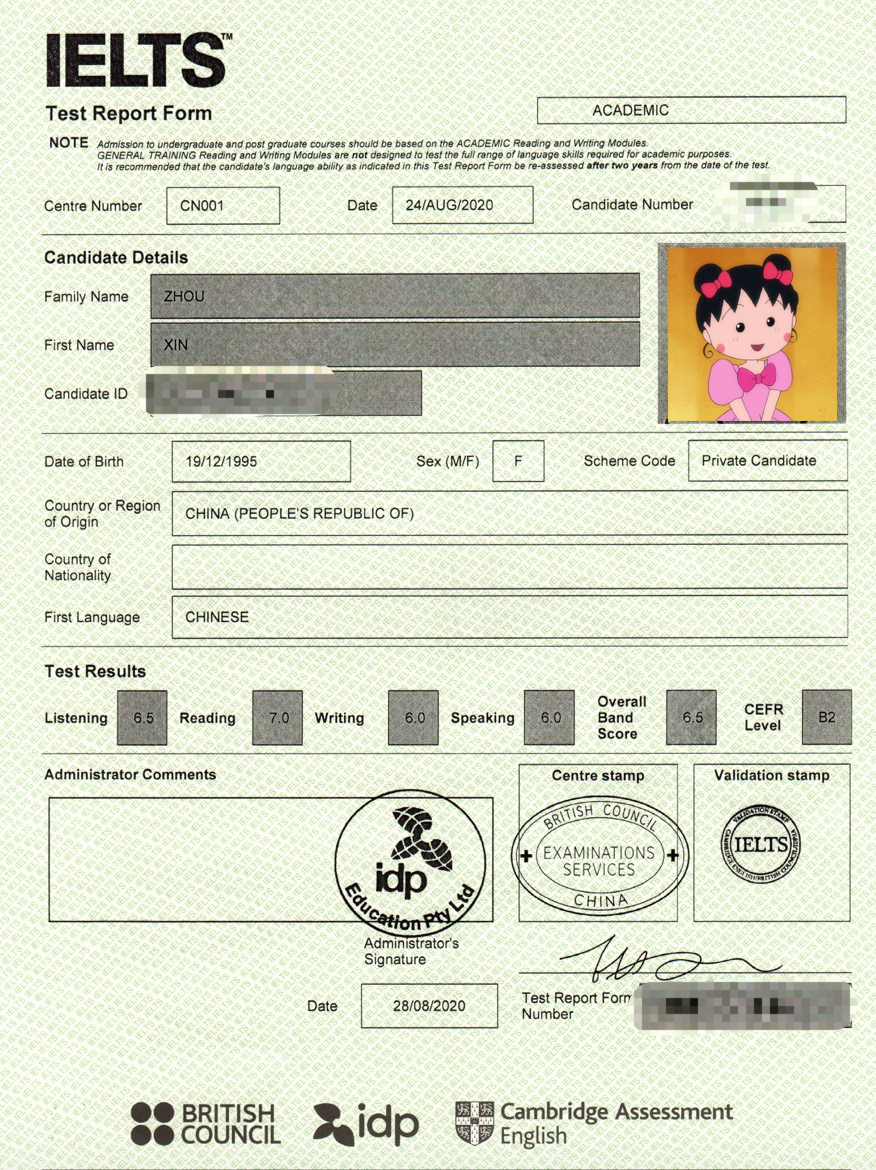 IELTS™
Test Report Form
ACADEMIC
NOTE Admission to undergraduate and post graduate courses should be based on the ACADEMIC Reading and Writing Modules.
GENERAL TRAINING Reading and Writing Modules are not designed to test the full range of language skills required for academic purposes.
It is recommended that the candidate's language ability as indicated in this Test Report Form be re-assessed after two years from the date of the test.
Centre Number CN001 Date 24/AUG/2020 Candidate Number
Candidate Details
Family Name ZHOU
First Name XIN
Candidate ID
Date of Birth 19/12/1995 Sex (M/F) F Scheme Code Private Candidate
Country or Region
of Origin
CHINA (PEOPLE'S REPUBLIC OF)
Country of
Nationality
First Language CHINESE
Test Results
Listening 6.5 Reading 7.0 Writing 6.0 Speaking 6.0
Overall
Band
Score
6.5
CEFR
Level
B2
Administrator Comments
idp
Education Pty Ltd
Centre stamp
BRITISH COUNCIL
EXAMINATIONS
SERVICES
CHINA
Validation stamp
VALIDATION STAMP
IELTS
Administrator's
Signature
Date 28/08/2020
Test Report Form
Number
BRITISH
COUNCIL
idp
Cambridge Assessment
English